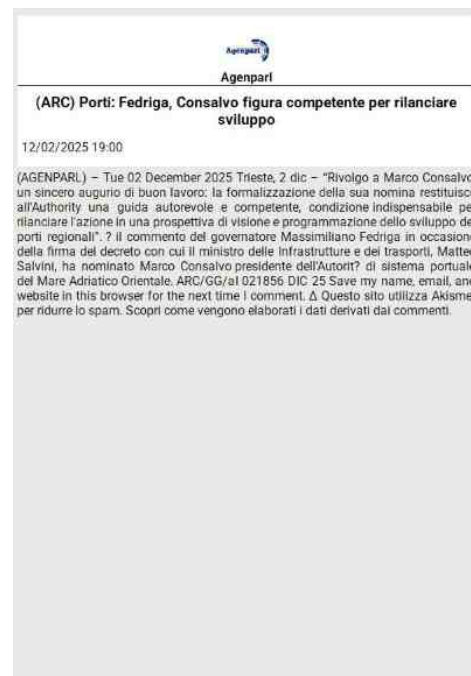 Agenparl
Agenparl
(ARC) Porti: Fedriga, Consalvo figura competente per rilanciare
sviluppo
12/02/2025 19:00
(AGENPARL) – Tue 02 December 2025 Trieste, 2 dic – "Rivolgo a Marco Consalvo
un sincero augurio di buon lavoro: la formalizzazione della sua nomina restituisc
all'Authority una guida autorevole e competente, condizione indispensabile pe
rilanciare l'azione in una prospettiva di visione e programmazione dello sviluppo de
porti regionali". ? il commento del governatore Massimiliano Fedriga in occasion
della firma del decreto con cui il ministro delle Infrastrutture e dei trasporti, Matte
Salvini, ha nominato Marco Consalvo presidente dell'Autorit? di sistema portuale
del Mare Adriatico Orientale. ARC/GG/al 021856 DIC 25 Save my name, email, and
website in this browser for the next time I comment. Δ Questo sito utilizza Akisme
per ridurre lo spam. Scopri come vengono elaborati i dati derivati dai commenti.